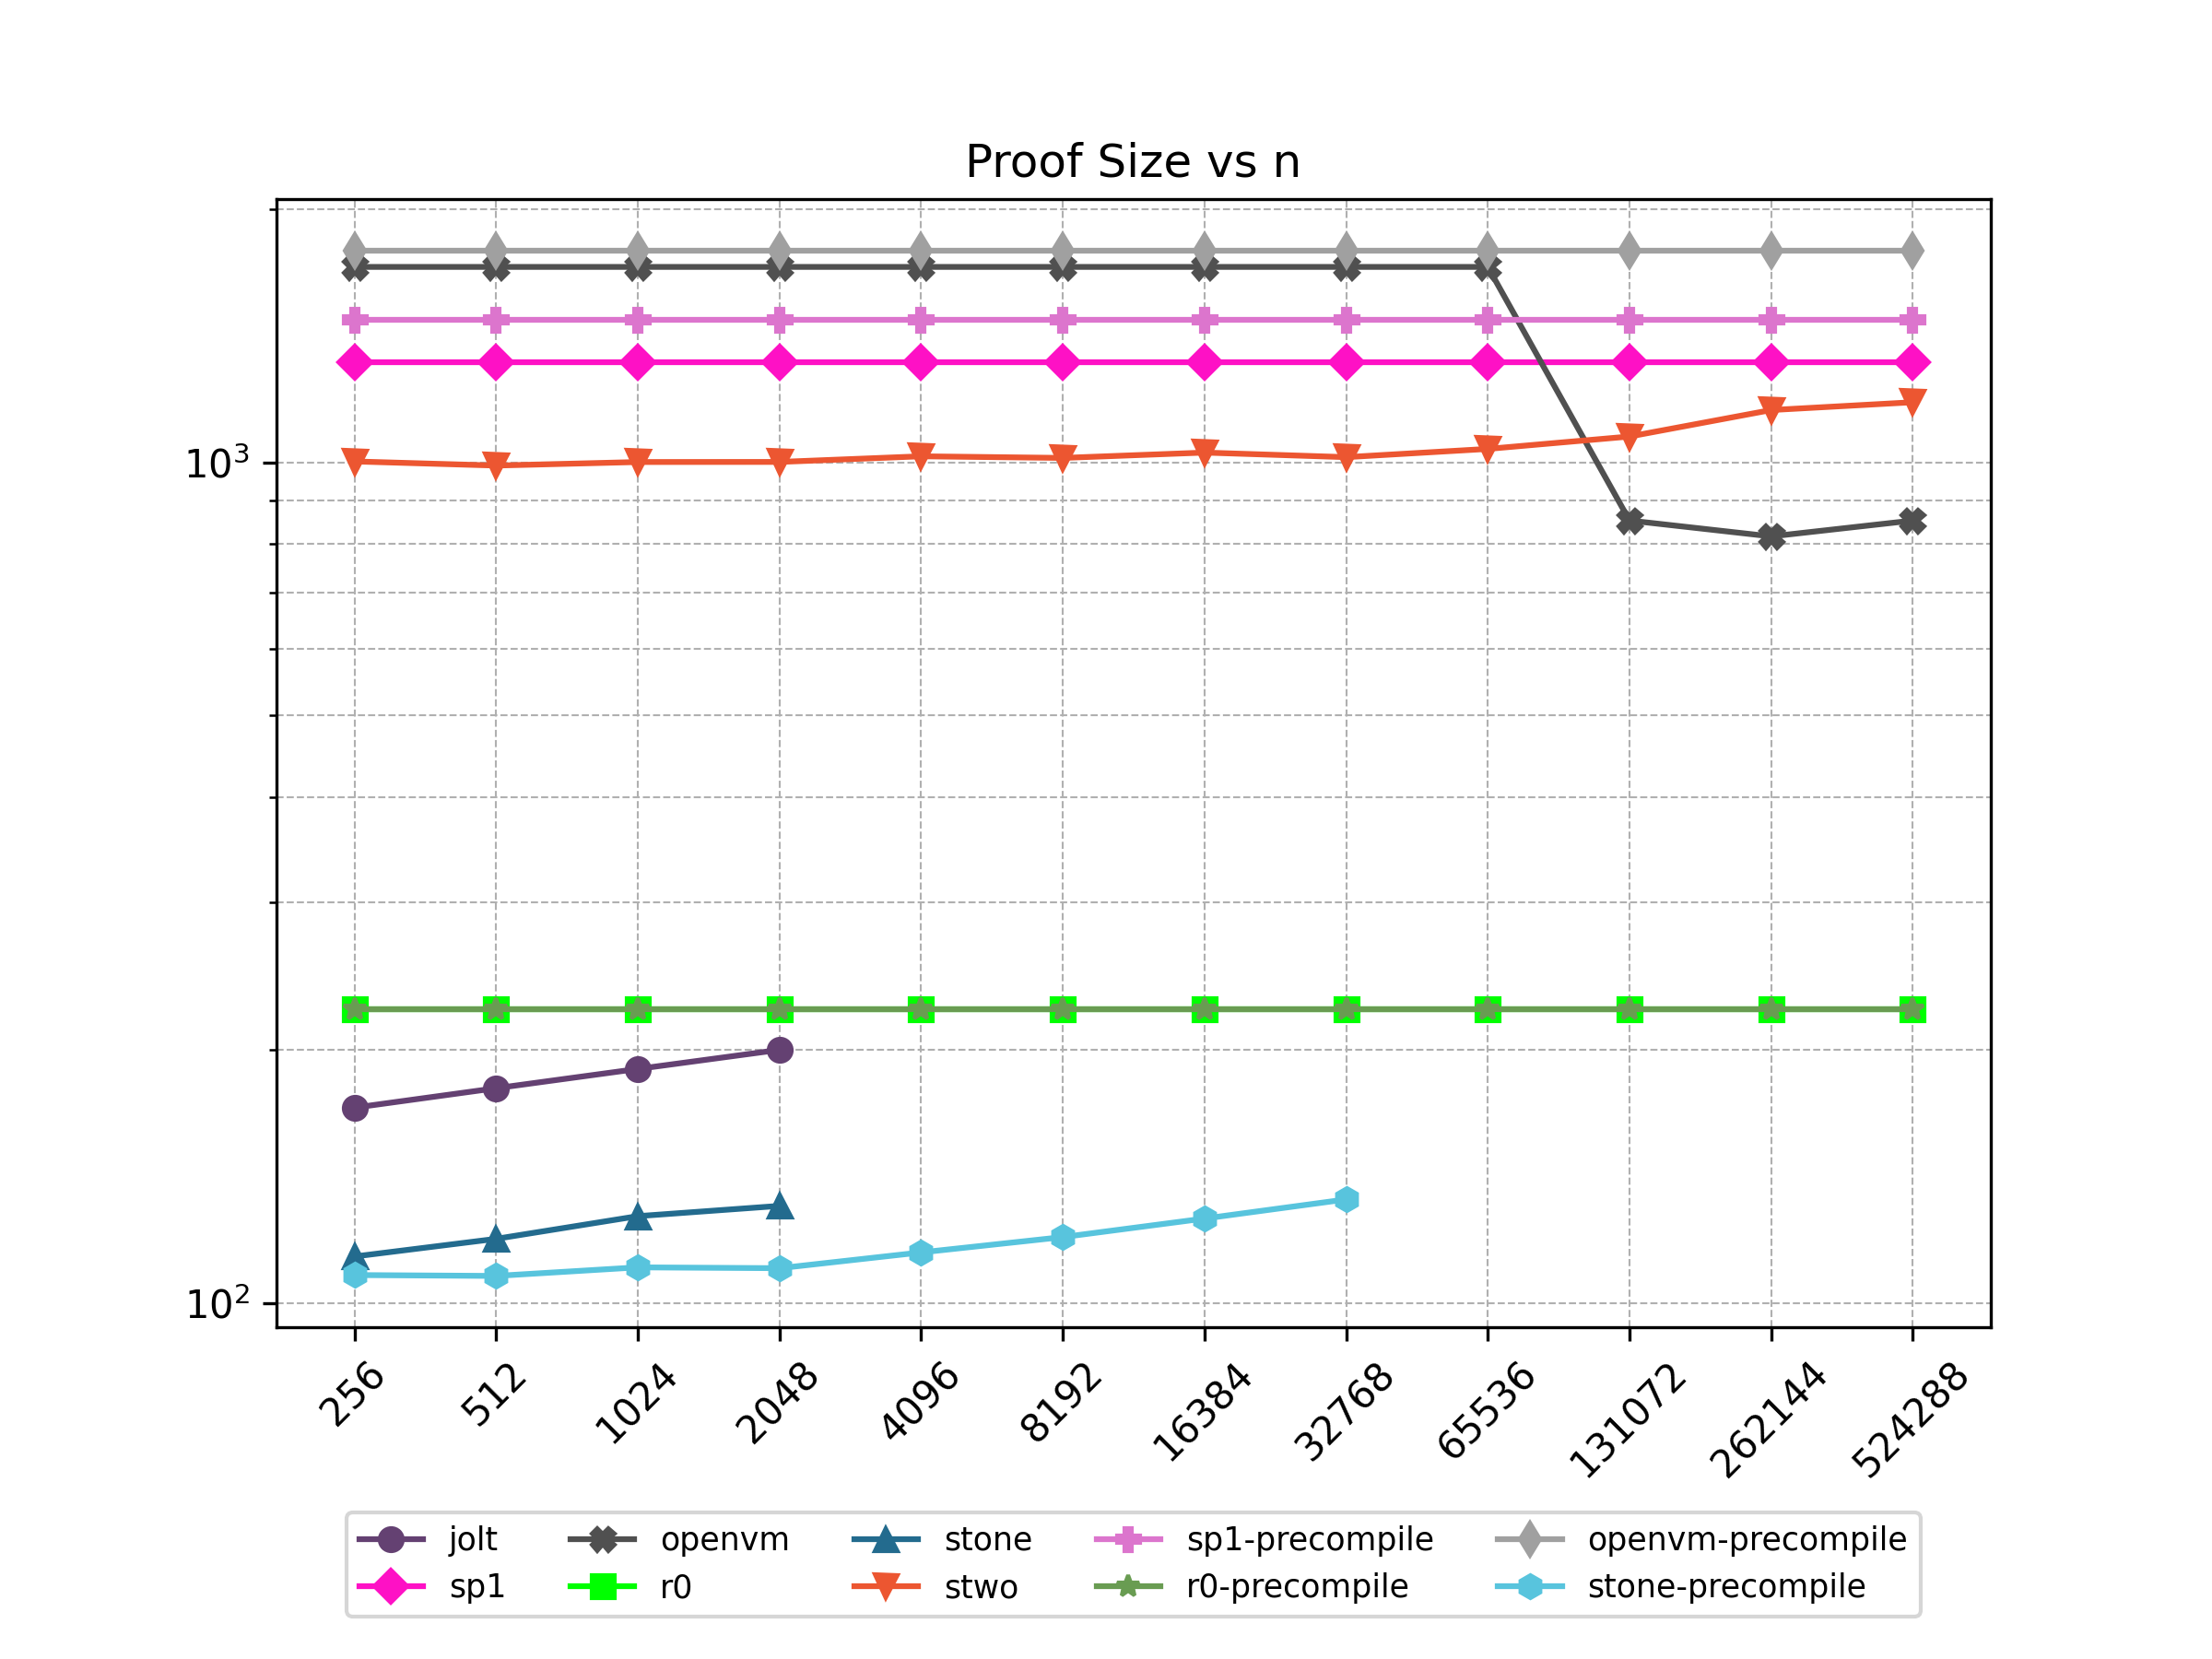 Proof Size vs n
10³
10²
256 512 1024 2048 4096 8192 16384 32768 65536 131072 262144 524288
jolt openvm stone sp1-precompile openvm-precompile
sp1 r0 stwo r0-precompile stone-precompile